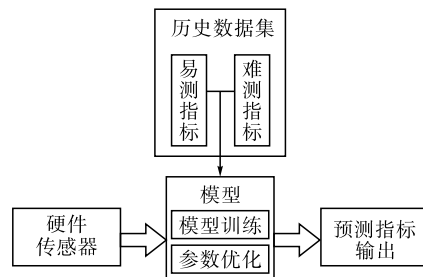 历史数据集
易测指标
难测指标
模型
模型训练
参数优化
硬件
传感器
预测指标
输出